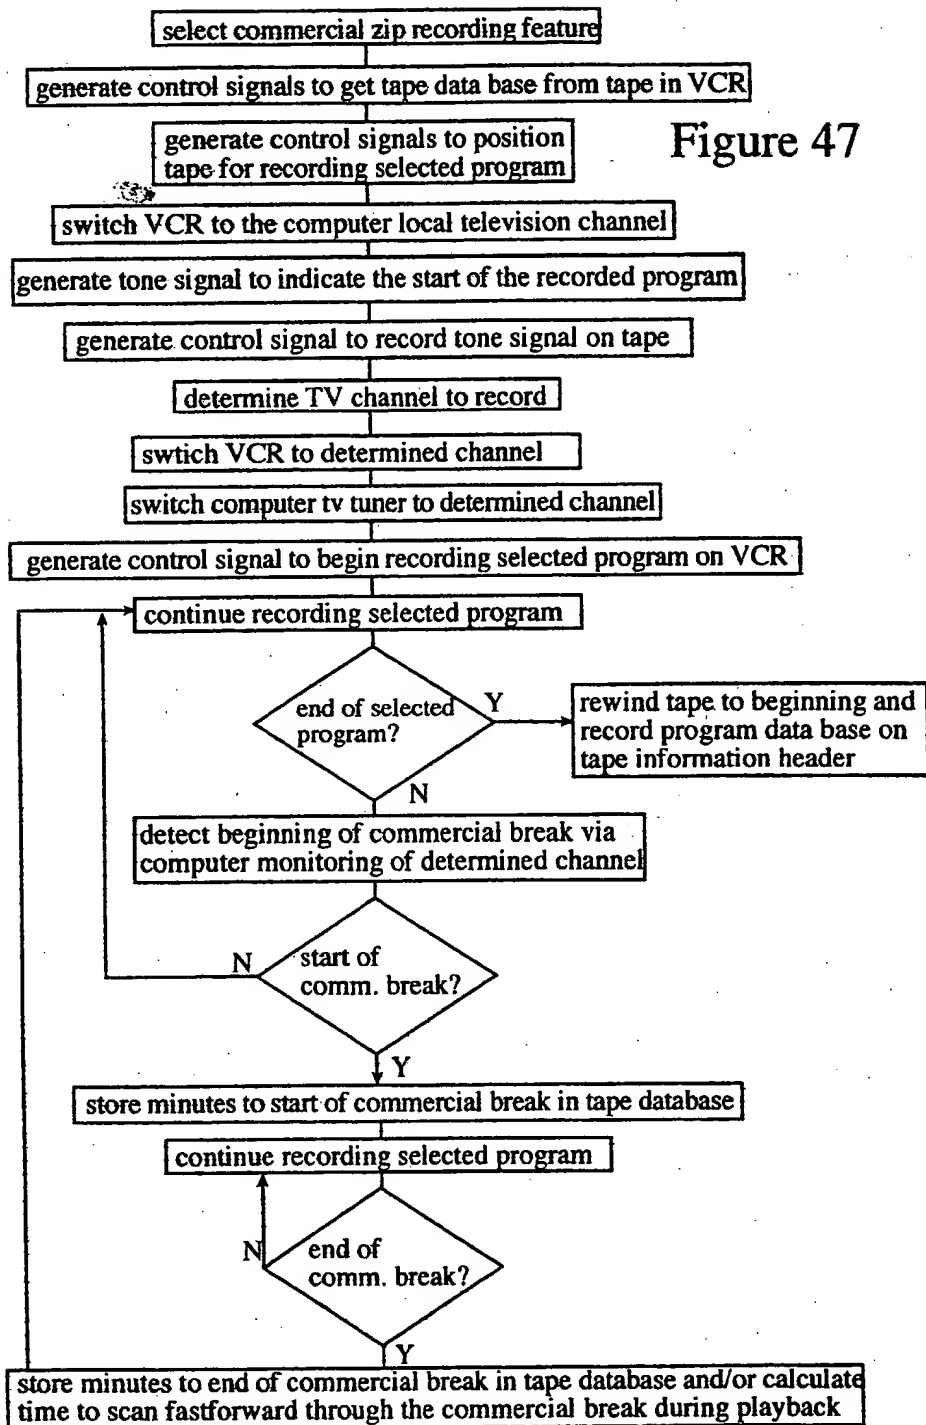 select commercial zip recording feature
generate control signals to get tape data base from tape in VCR
Figure 47
generate control signals to position
tape for recording selected program
switch VCR to the computer local television channel
generate tone signal to indicate the start of the recorded program
generate control signal to record tone signal on tape
determine TV channel to record
swtich VCR to determined channel
switch computer tv tuner to determined channel
generate control signal to begin recording selected program on VCR
continue recording selected program
end of selected
program?
Y
rewind tape to beginning and
record program data base on
tape information header
N
detect beginning of commercial break via
computer monitoring of determined channel
N
start of
comm. break?
Y
store minutes to start of commercial break in tape database
continue recording selected program
N
end of
comm. break?
Y
store minutes to end of commercial break in tape database and/or calculate
time to scan fastforward through the commercial break during playback